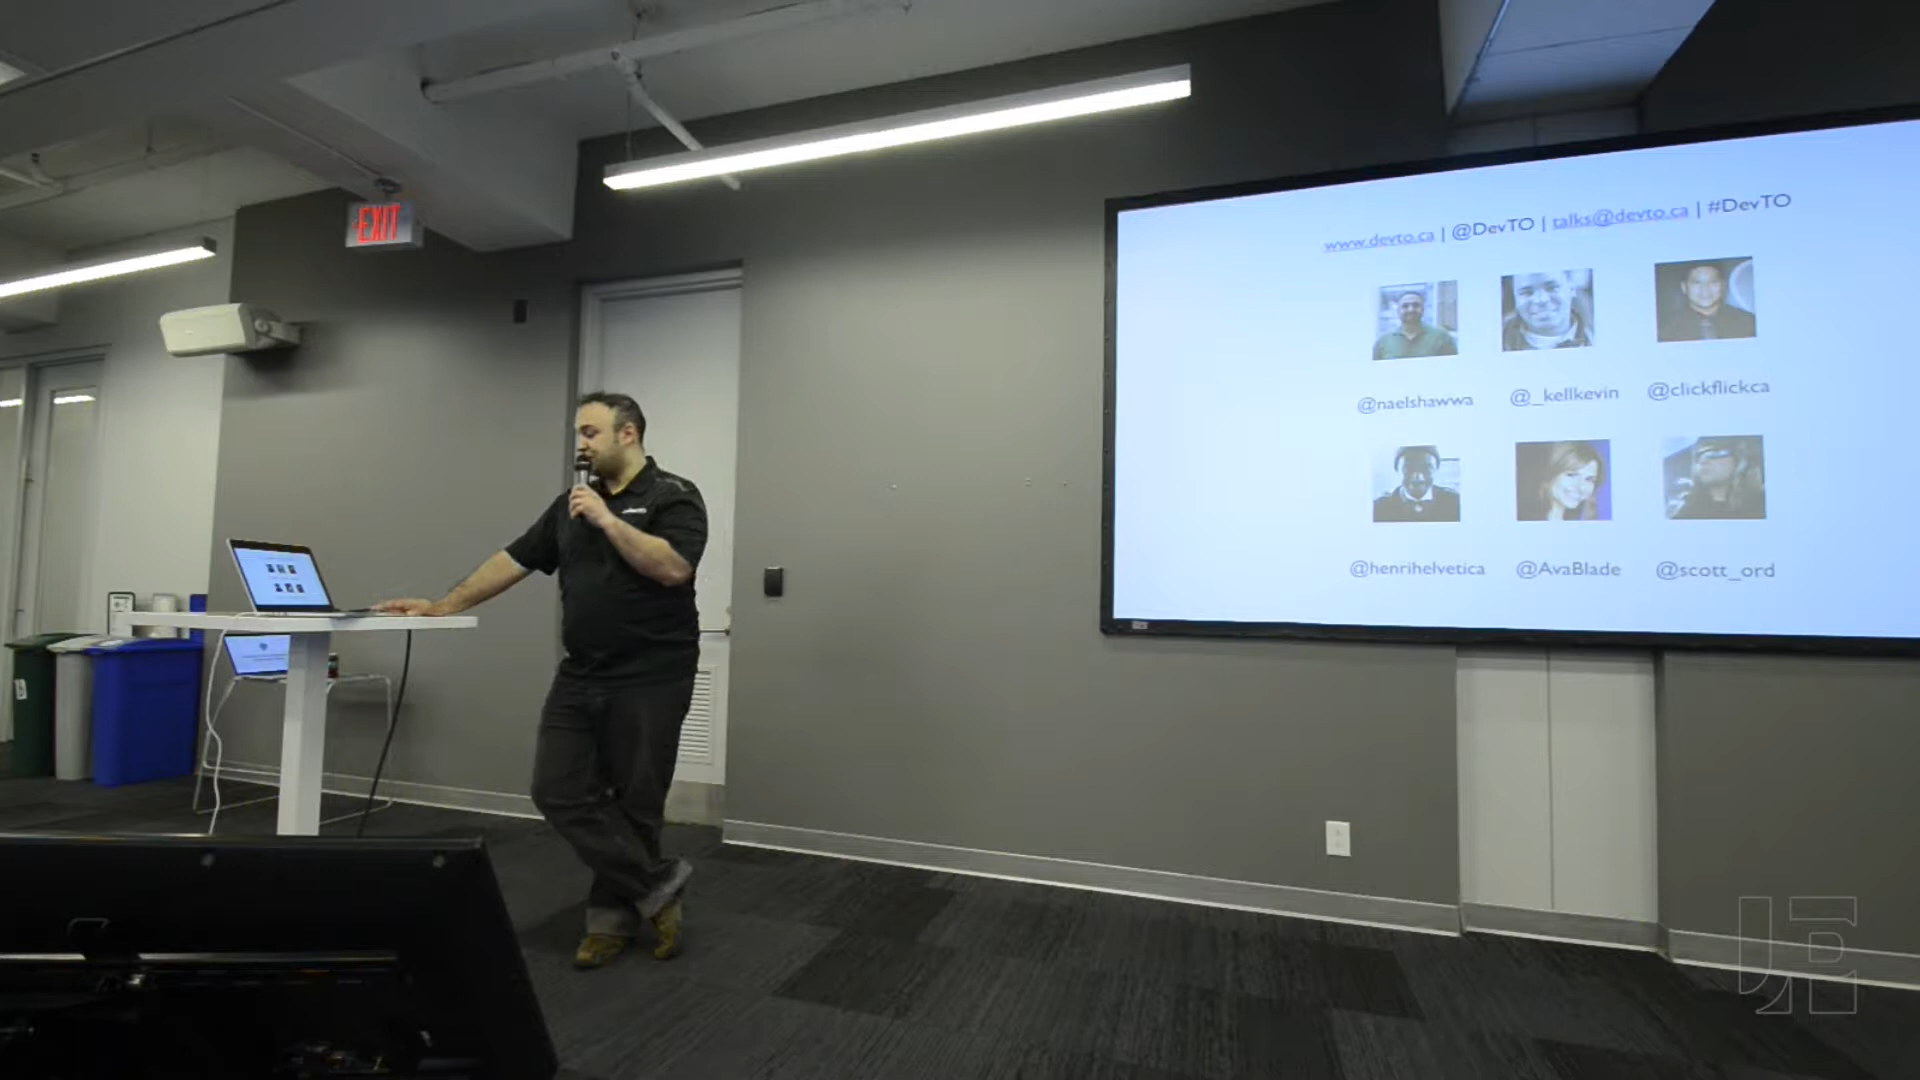 EXIT
www.devto.ca | @DevTO | talks@devto.ca | #DevTO
@naelshawwa @_kellkevin @clickflickca
@henrihelvetica @AvaBlade @scott_ord